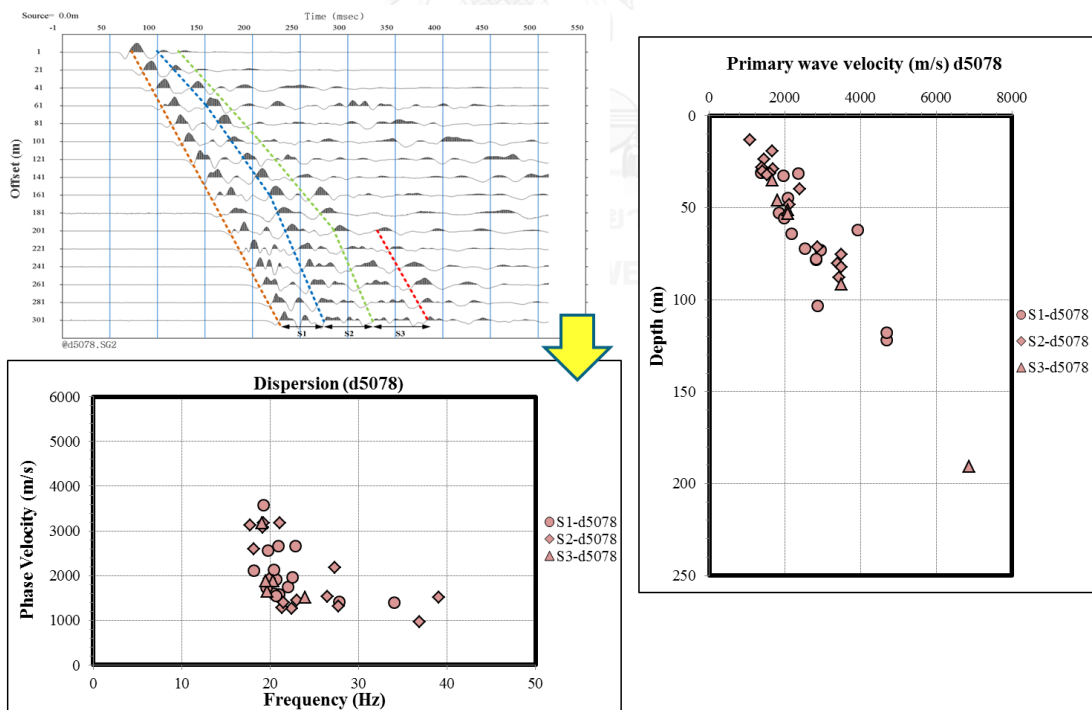 Source= 0.0m
Time (msec)
-1 50 100 150 200 250 300 350 400 450 500 550
Offset (m)
1
21
41
61
81
101
121
141
161
181
201
221
241
261
281
301
S1 S2 S3
@d5078.SG2
Dispersion (d5078)
Phase Velocity (m/s)
6000
5000
4000
3000
2000
1000
0
0 10 20 30 40 50
Frequency (Hz)
S1-d5078
S2-d5078
S3-d5078
Primary wave velocity (m/s) d5078
0 2000 4000 6000 8000
Depth (m)
0
50
100
150
200
250
S1-d5078
S2-d5078
S3-d5078